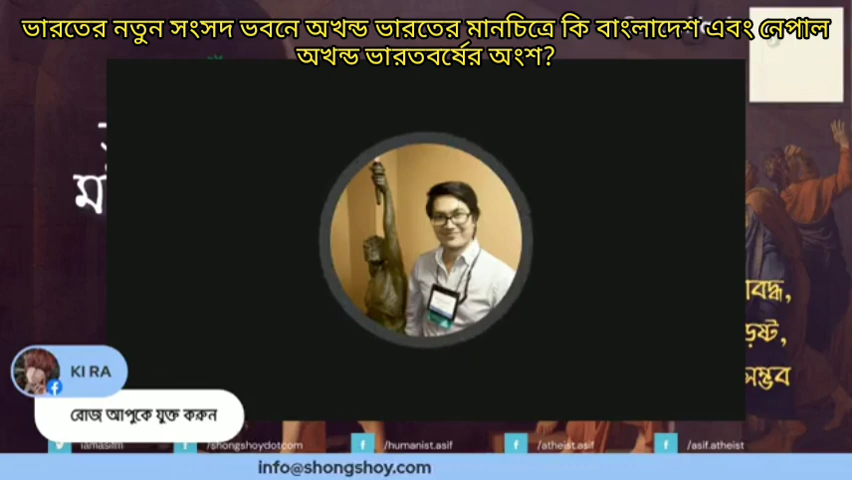 ভারতের নতুন সংসদ ভবনে অখন্ড ভারতের মানচিত্রে কি বাংলাদেশ এবং নেপাল
অখন্ড ভারতবর্ষের অংশ?
KI RA
রোজ আপুকে যুক্ত করুন
/shongshoydotcom
/humanist.asif
/atheist.asif
/asif.atheist
info@shongshoy.com